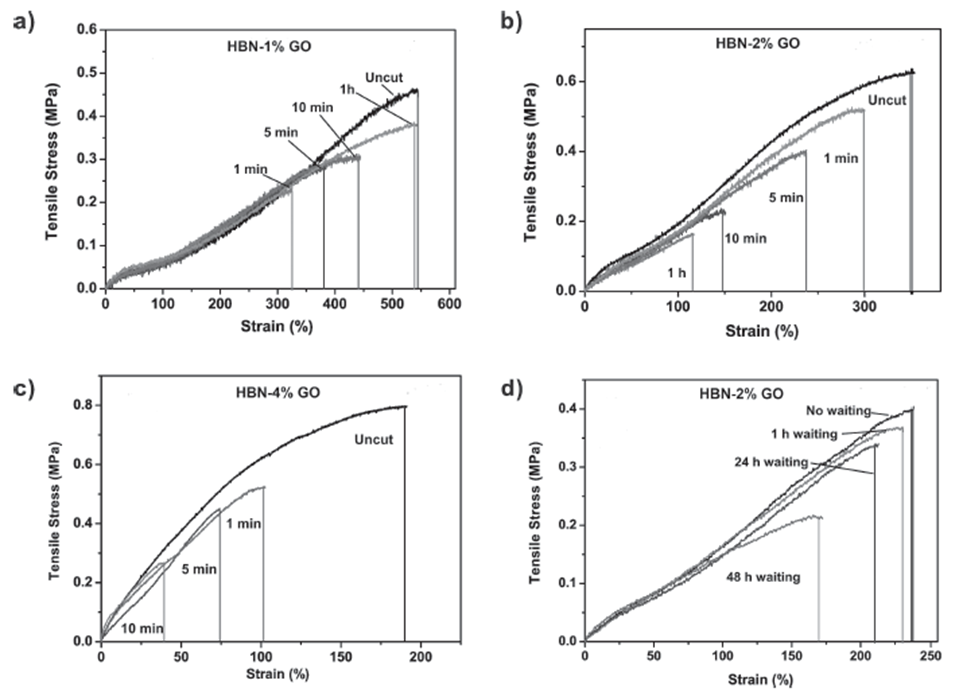 a)
HBN-1% GO
Tensile Stress (MPa)
0.6
0.5
0.4
0.3
0.2
0.1
0.0
Uncut
1h
10 min
5 min
1 min
0 100 200 300 400 500 600
Strain (%)
b)
HBN-2% GO
Tensile Stress (MPa)
0.6
0.4
0.2
0.0
Uncut
1 min
5 min
10 min
1 h
0 100 200 300
Strain (%)
c)
HBN-4% GO
Tensile Stress (MPa)
0.8
0.6
0.4
0.2
0.0
Uncut
1 min
5 min
10 min
0 50 100 150 200
Strain (%)
d)
HBN-2% GO
Tensile Stress (MPa)
0.4
0.3
0.2
0.1
0.0
No waiting
1 h waiting
24 h waiting
48 h waiting
0 50 100 150 200 250
Strain (%)